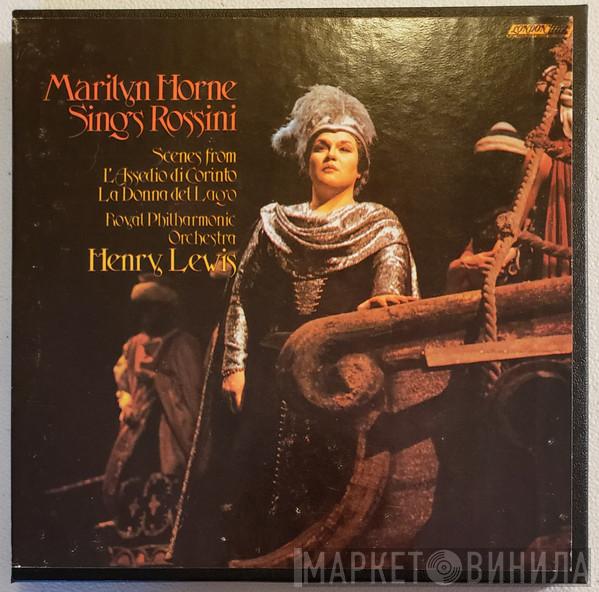 LONDON ffrr
Marilyn Horne
Sings Rossini
Scenes from
L'Assedio di Corinto
La Donna del Lago
Royal Philharmonic
Orchestra
Henry Lewis
МАРКЕТ ВИНИЛА